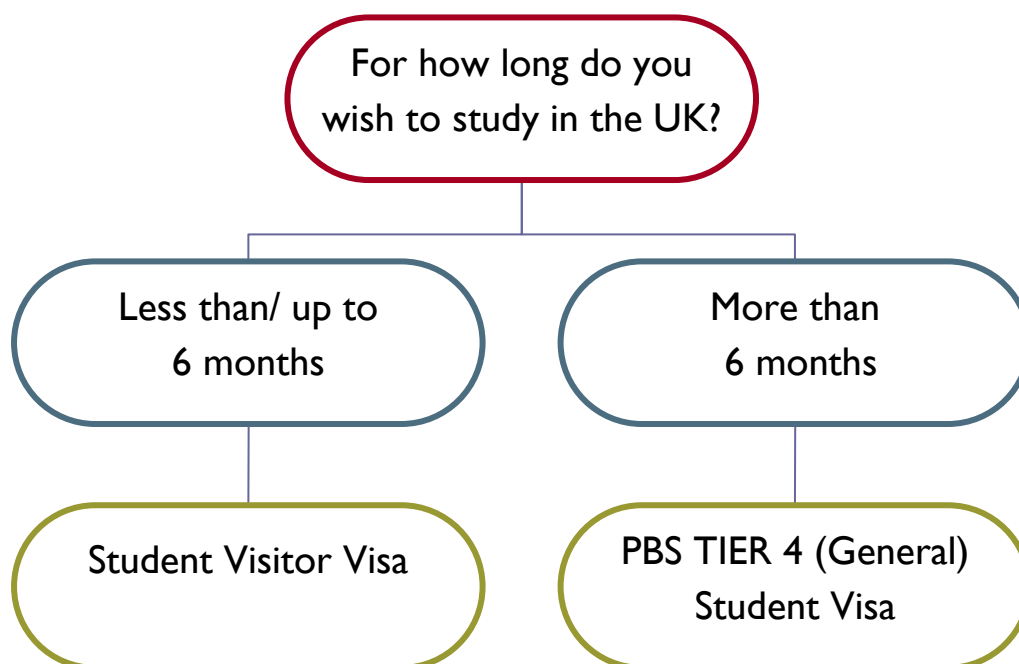 For how long do you
wish to study in the UK?
Less than/ up to
6 months
More than
6 months
Student Visitor Visa
PBS TIER 4 (General)
Student Visa